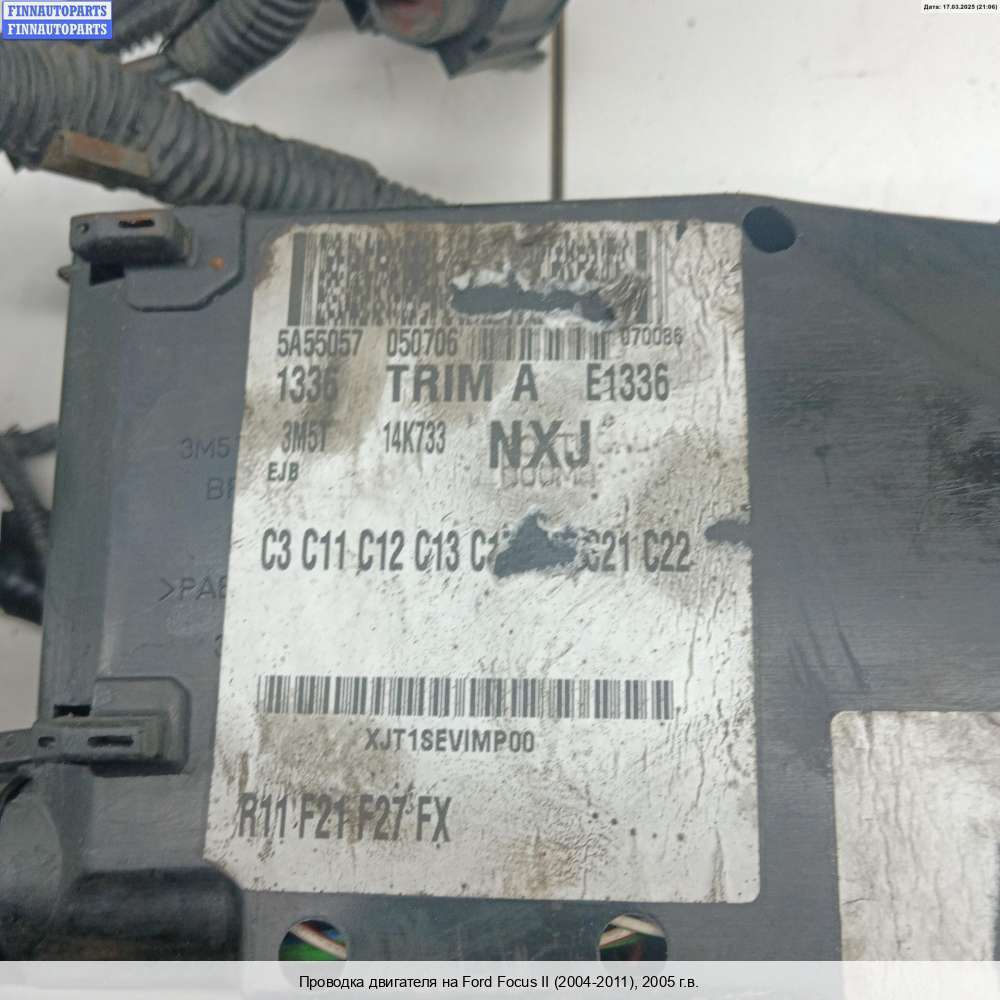 FINNAUTOPARTS
FINNAUTOPARTS
Дата: 17.03.2025 (21:06)
5A55057 050706 070086
1336 TRIM A E1336
3M5T 14K733 NXJ
EJB
C3 C11 C12 C13 C21 C22
>PA6
XJT1SEVIMP00
R11 F21 F27 FX
Проводка двигателя на Ford Focus II (2004-2011), 2005 г.в.